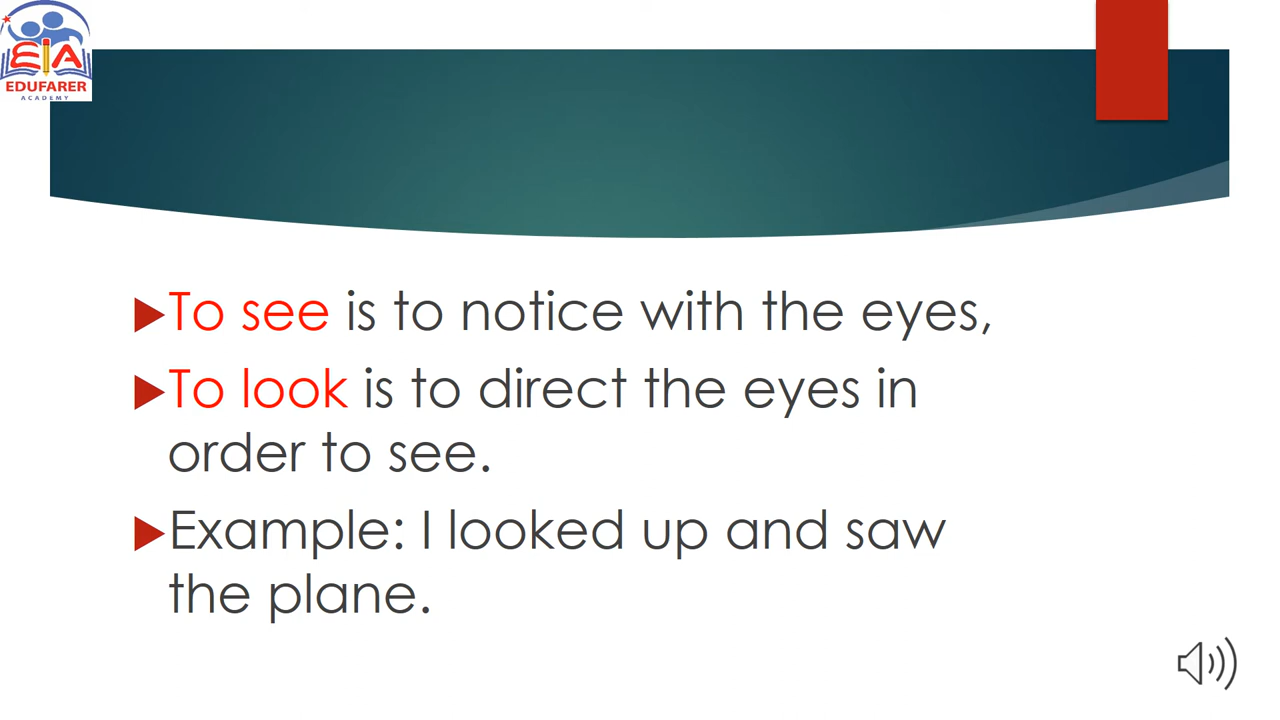 EIA
EDUFARER
ACADEMY
To see is to notice with the eyes,
To look is to direct the eyes in
order to see.
Example: I looked up and saw
the plane.